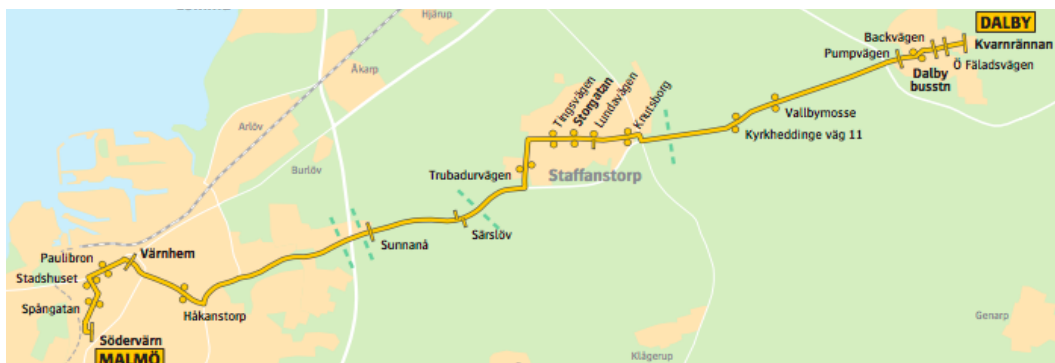 Hjärup
DALBY
Backvägen
Kvarnrännan
Pumpvägen
Ö Fäladsvägen
Dalby
busstn
Åkarp
Tingsvägen
Storgatan
Lundavägen
Knutsborg
Vallbymosse
Kyrkheddinge väg 11
Arlöv
Burlöv
Trubadurvägen
Staffanstorp
Särslöv
Sunnanå
Värnhem
Paulibron
Stadshuset
Spångatan
Håkanstorp
Södervärn
MALMÖ
Genarp
Klågerup